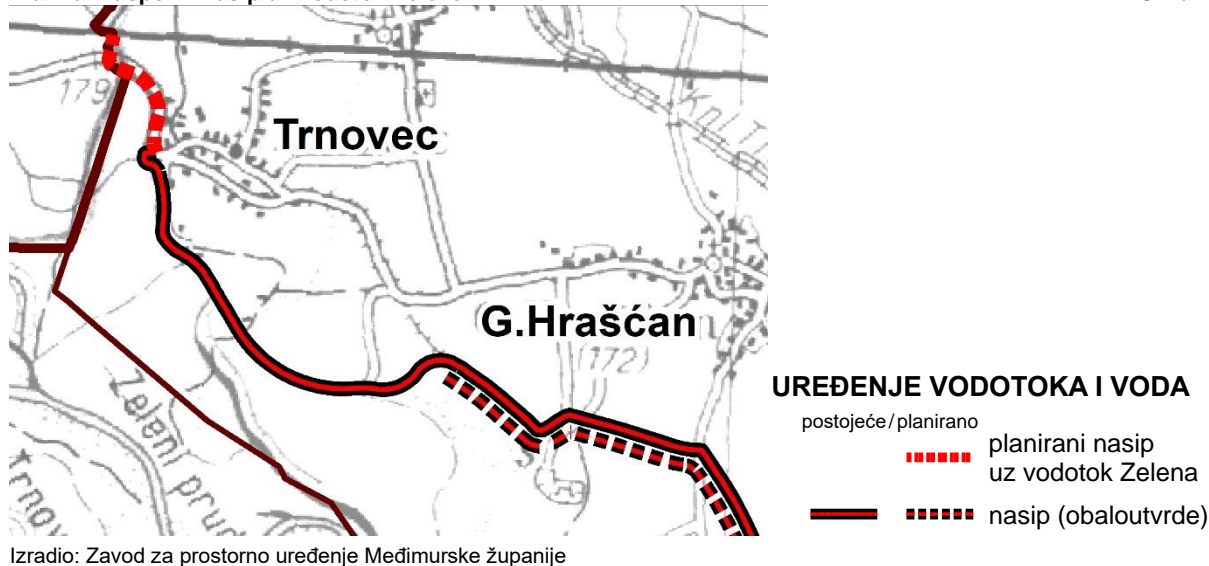 179
Trnovec
G.Hrašćan
(172)
Zeleni prud
Trnov
UREĐENJE VODOTOKA I VODA
postojeće/planirano
planirani nasip
uz vodotok Zelena
nasip (obaloutvrde)
Izradio: Zavod za prostorno uređenje Međimurske županije